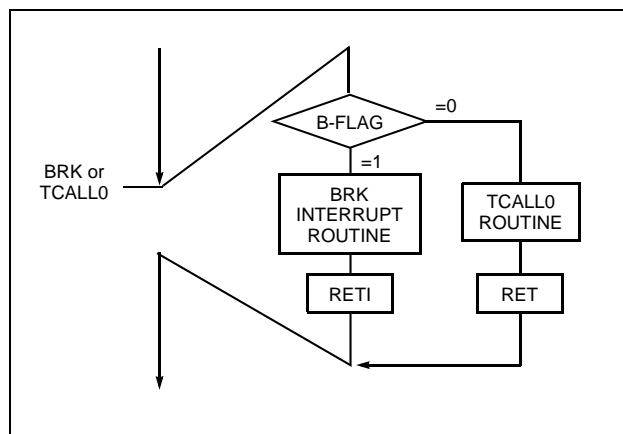 =0
B-FLAG
=1
BRK or
TCALL0
BRK
INTERRUPT
ROUTINE
TCALL0
ROUTINE
RETI
RET